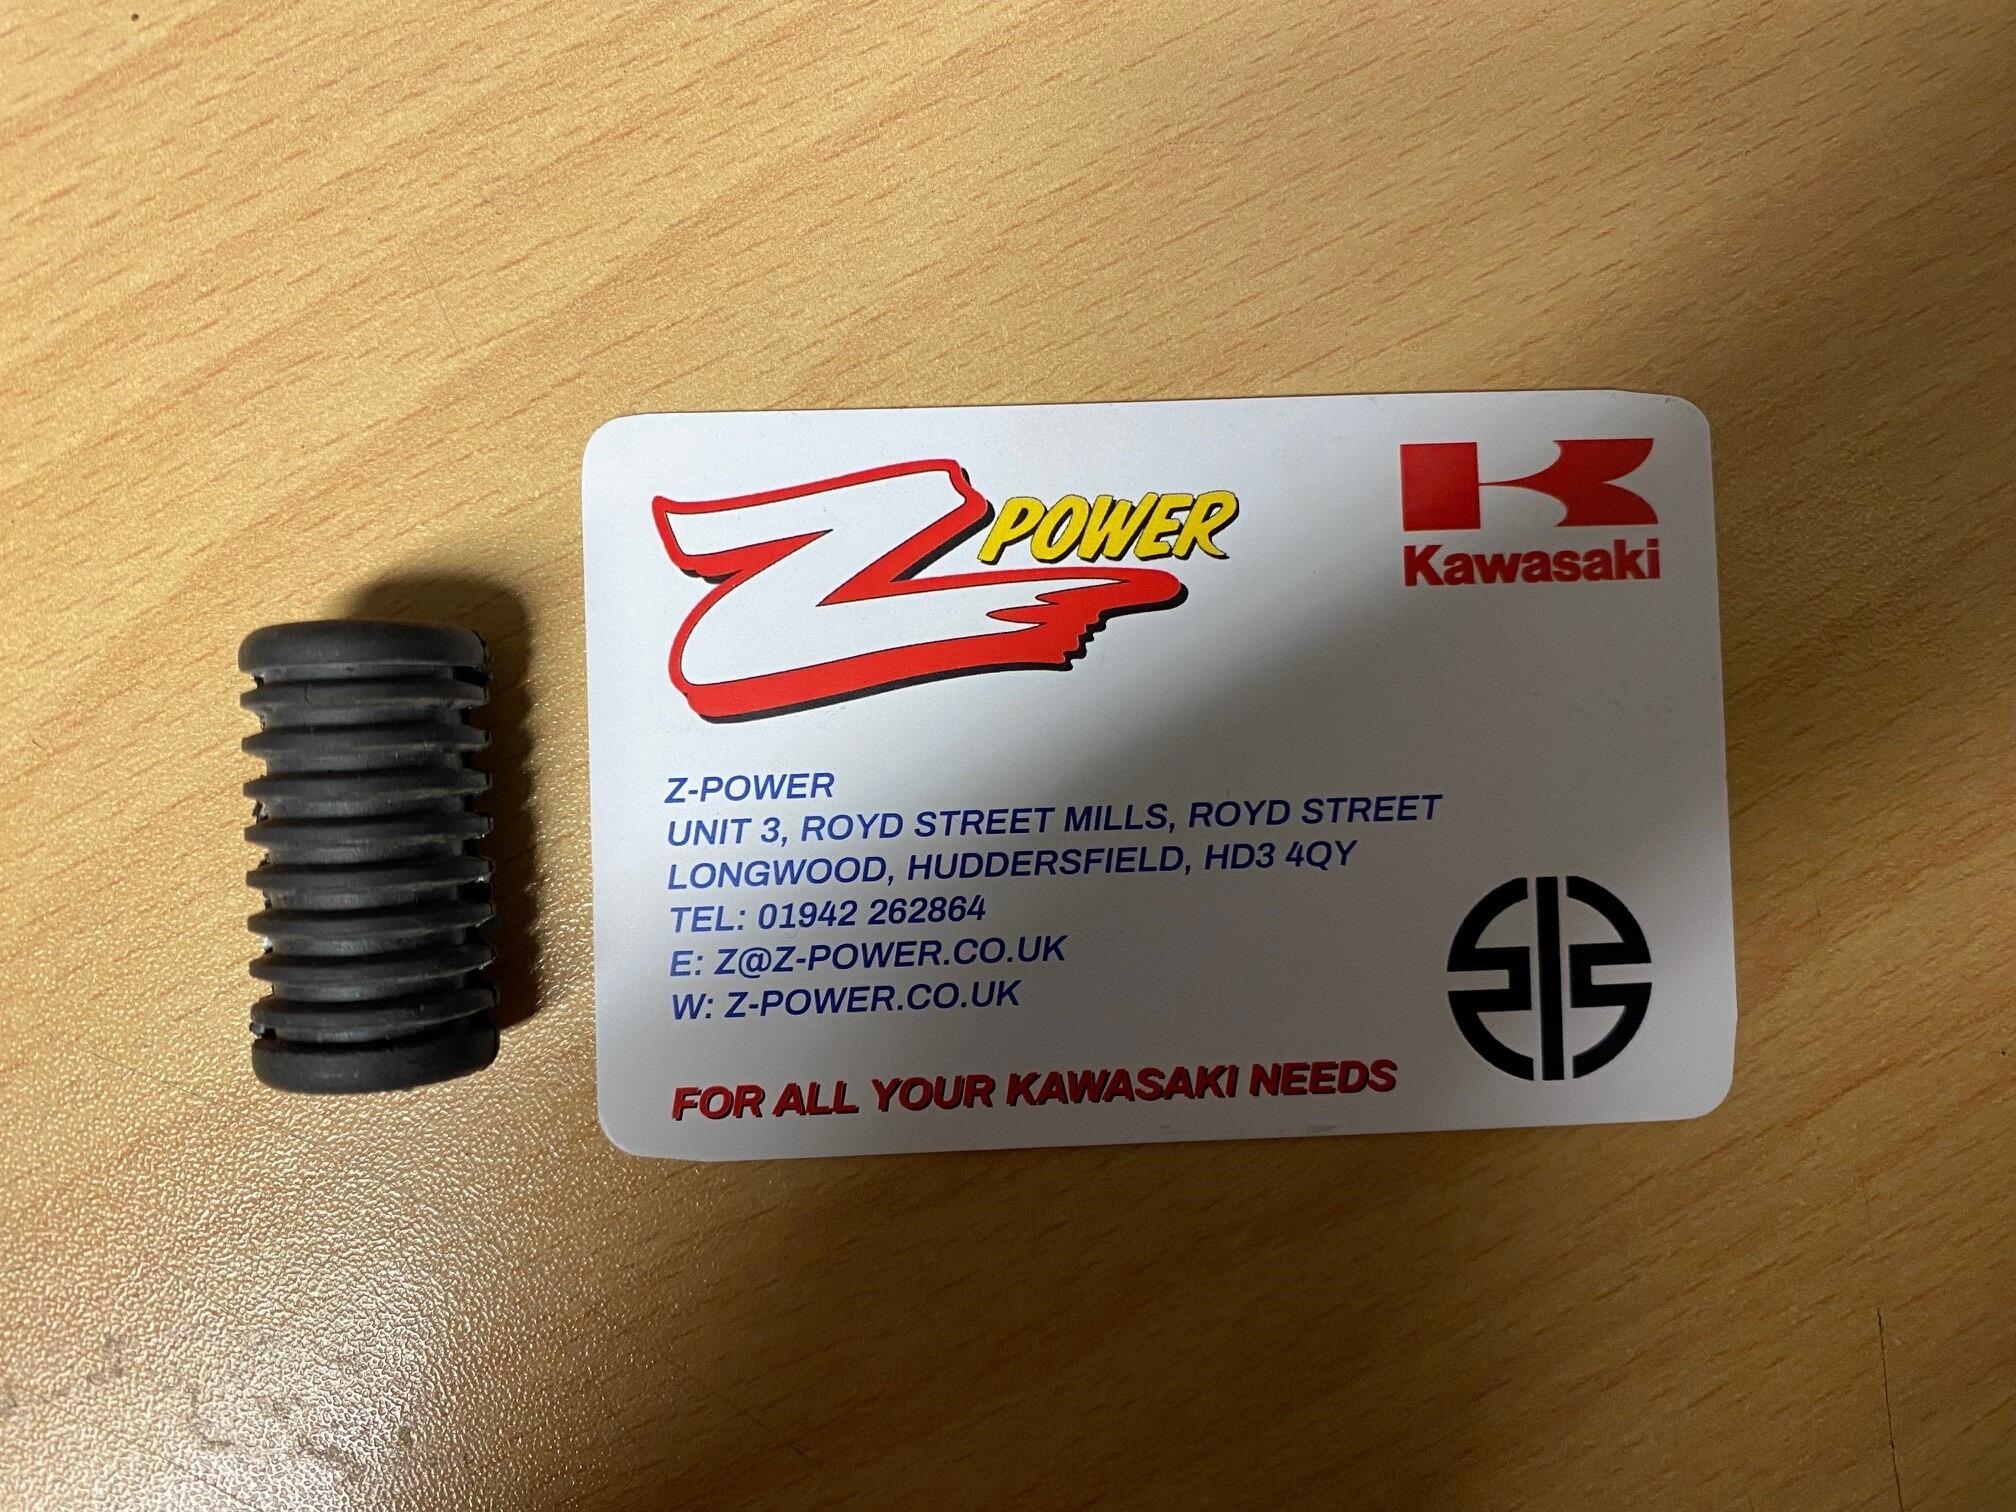 Z POWER
Kawasaki
Z-POWER
UNIT 3, ROYD STREET MILLS, ROYD STREET
LONGWOOD, HUDDERSFIELD, HD3 4QY
TEL: 01942 262864
E: Z@Z-POWER.CO.UK
W: Z-POWER.CO.UK
FOR ALL YOUR KAWASAKI NEEDS